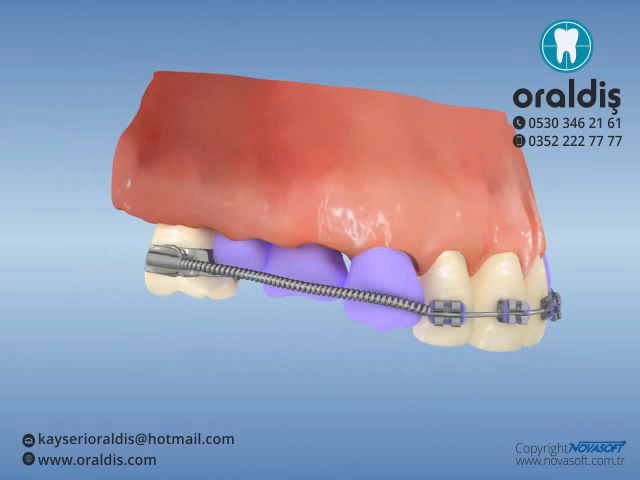 oraldiş
0530 346 21 61
0352 222 77 77
kayserioraldis@hotmail.com
www.oraldis.com
Copyright NOVASOFT
www.novasoft.com.tr